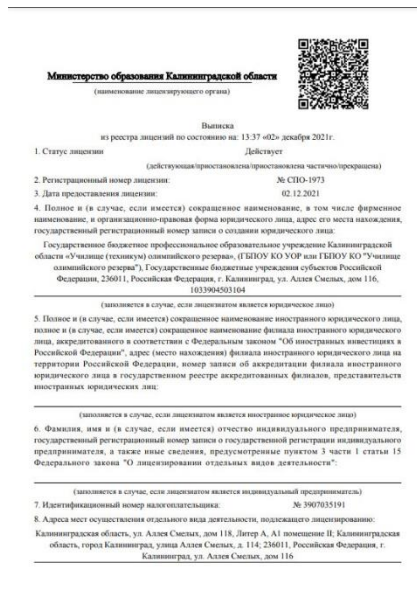 Министерство образования Калининградской области
(наименование лицензирующего органа)
Выписка
из реестра лицензий по состоянию на: 13:37 «02» декабря 2021г.
1. Статус лицензии Действует
(действующая/приостановлена/приостановлена частично/прекращена)
2. Регистрационный номер лицензии: № СПО-1973
3. Дата предоставления лицензии: 02.12.2021
4. Полное и (в случае, если имеется) сокращенное наименование, в том числе фирменное
наименование, и организационно-правовая форма юридического лица, адрес его места нахождения,
государственный регистрационный номер записи о создании юридического лица:
Государственное бюджетное профессиональное образовательное учреждение Калининградской
области «Училище (техникум) олимпийского резерва», (ГБПОУ КО УОР или ГБПОУ КО "Училище
олимпийского резерва"), Государственные бюджетные учреждения субъектов Российской
Федерации, 236011, Российская Федерация, г. Калининград, ул. Аллея Смелых, дом 116,
1033904503104
(заполняется в случае, если лицензиатом является юридическое лицо)
5. Полное и (в случае, если имеется) сокращенное наименование иностранного юридического лица,
полное и (в случае, если имеется) сокращенное наименование филиала иностранного юридического
лица, аккредитованного в соответствии с Федеральным законом "Об иностранных инвестициях в
Российской Федерации", адрес (место нахождения) филиала иностранного юридического лица на
территории Российской Федерации, номер записи об аккредитации филиала иностранного
юридического лица в государственном реестре аккредитованных филиалов, представительств
иностранных юридических лиц:
(заполняется в случае, если лицензиатом является иностранное юридическое лицо)
6. Фамилия, имя и (в случае, если имеется) отчество индивидуального предпринимателя,
государственный регистрационный номер записи о государственной регистрации индивидуального
предпринимателя, а также иные сведения, предусмотренные пунктом 3 части 1 статьи 15
Федерального закона "О лицензировании отдельных видов деятельности":
(заполняется в случае, если лицензиатом является индивидуальный предприниматель)
7. Идентификационный номер налогоплательщика: № 3907035191
8. Адреса мест осуществления отдельного вида деятельности, подлежащего лицензированию:
Калининградская область, ул. Аллея Смелых, дом 118, Литер А, А1 помещение II; Калининградская
область, город Калининград, улица Аллея Смелых, д. 114; 236011, Российская Федерация, г.
Калининград, ул. Аллея Смелых, дом 116